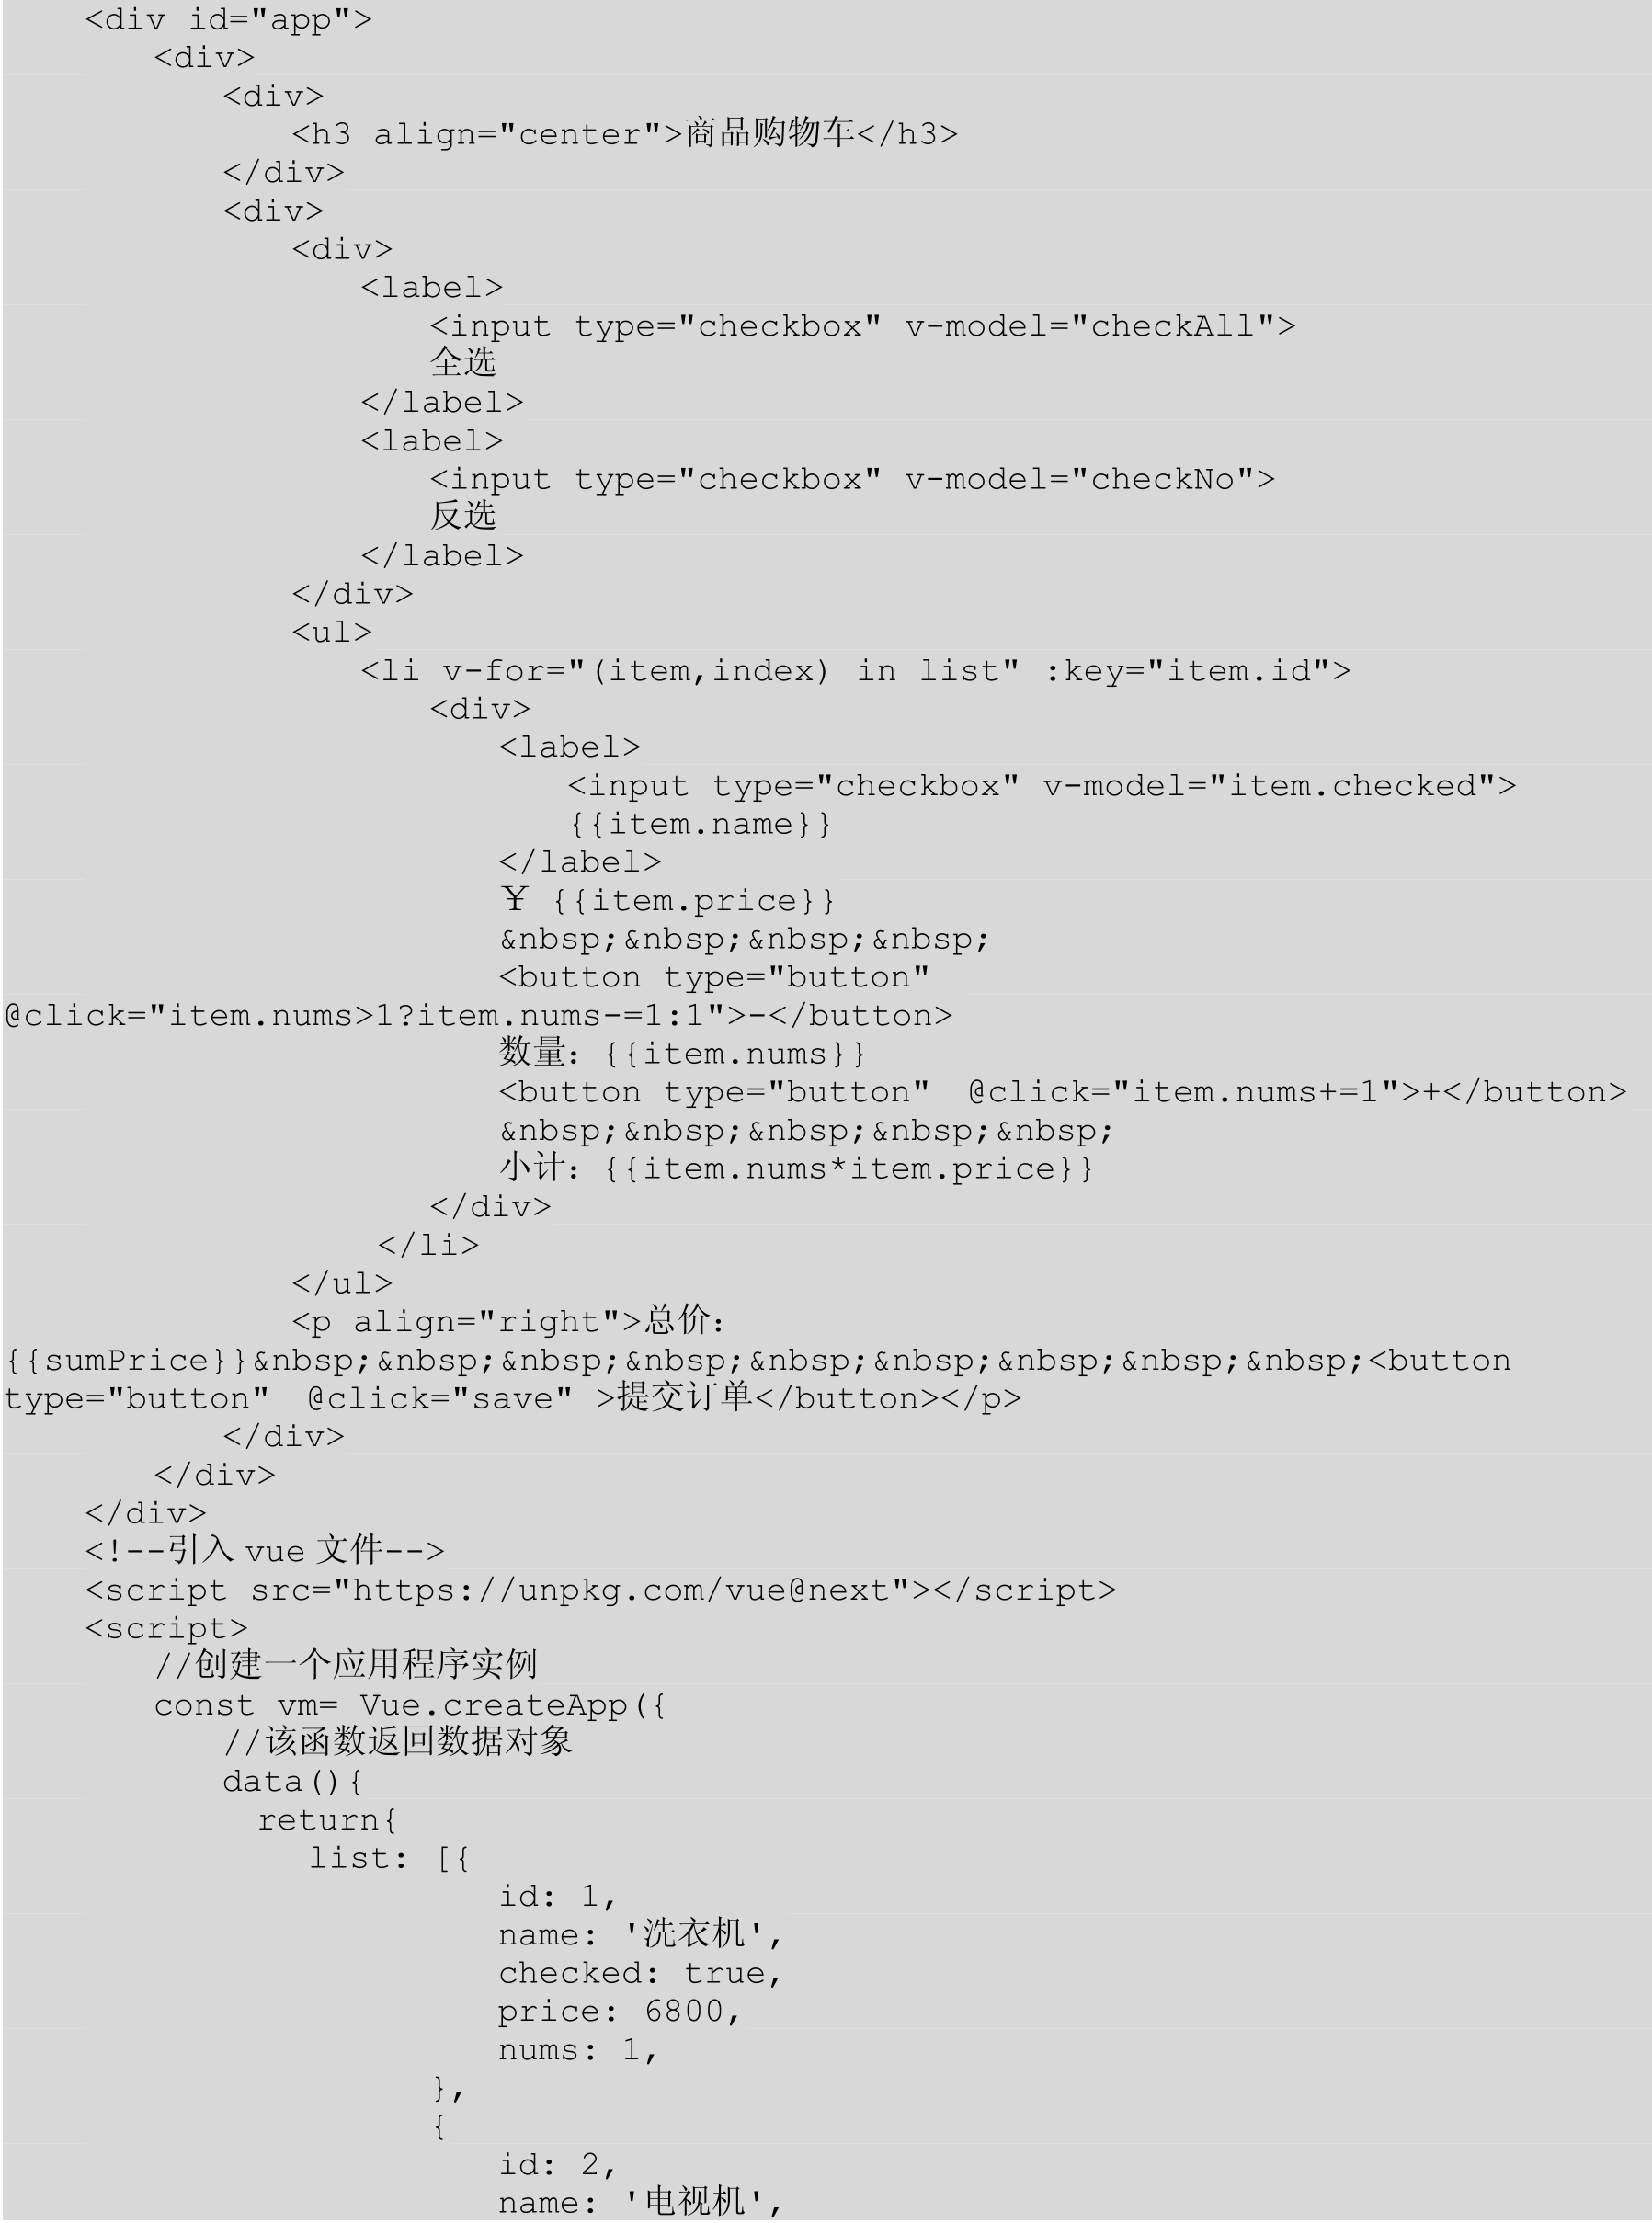 <div id="app">
<div>
<div>
<h3 align="center">商品购物车</h3>
</div>
<div>
<div>
<label>
<input type="checkbox" v-model="checkAll">
全选
</label>
<label>
<input type="checkbox" v-model="checkNo">
反选
</label>
</div>
<ul>
<li v-for="(item,index) in list" :key="item.id">
<div>
<label>
<input type="checkbox" v-model="item.checked">
{{item.name}}
</label>
￥ {{item.price}}
&nbsp;&nbsp;&nbsp;&nbsp;
<button type="button"
@click="item.nums>1?item.nums-=1:1">-</button>
数量：{{item.nums}}
<button type="button"  @click="item.nums+=1">+</button>
&nbsp;&nbsp;&nbsp;&nbsp;&nbsp;
小计：{{item.nums*item.price}}
</div>
</li>
</ul>
<p align="right">总价：
{{sumPrice}}&nbsp;&nbsp;&nbsp;&nbsp;&nbsp;&nbsp;&nbsp;&nbsp;&nbsp;<button
type="button"  @click="save" >提交订单</button></p>
</div>
</div>
</div>
<!--引入 vue 文件-->
<script src="https://unpkg.com/vue@next"></script>
<script>
//创建一个应用程序实例
const vm= Vue.createApp({
//该函数返回数据对象
data(){
return{
list: [{
id: 1,
name: '洗衣机',
checked: true,
price: 6800,
nums: 1,
},
{
id: 2,
name: '电视机',